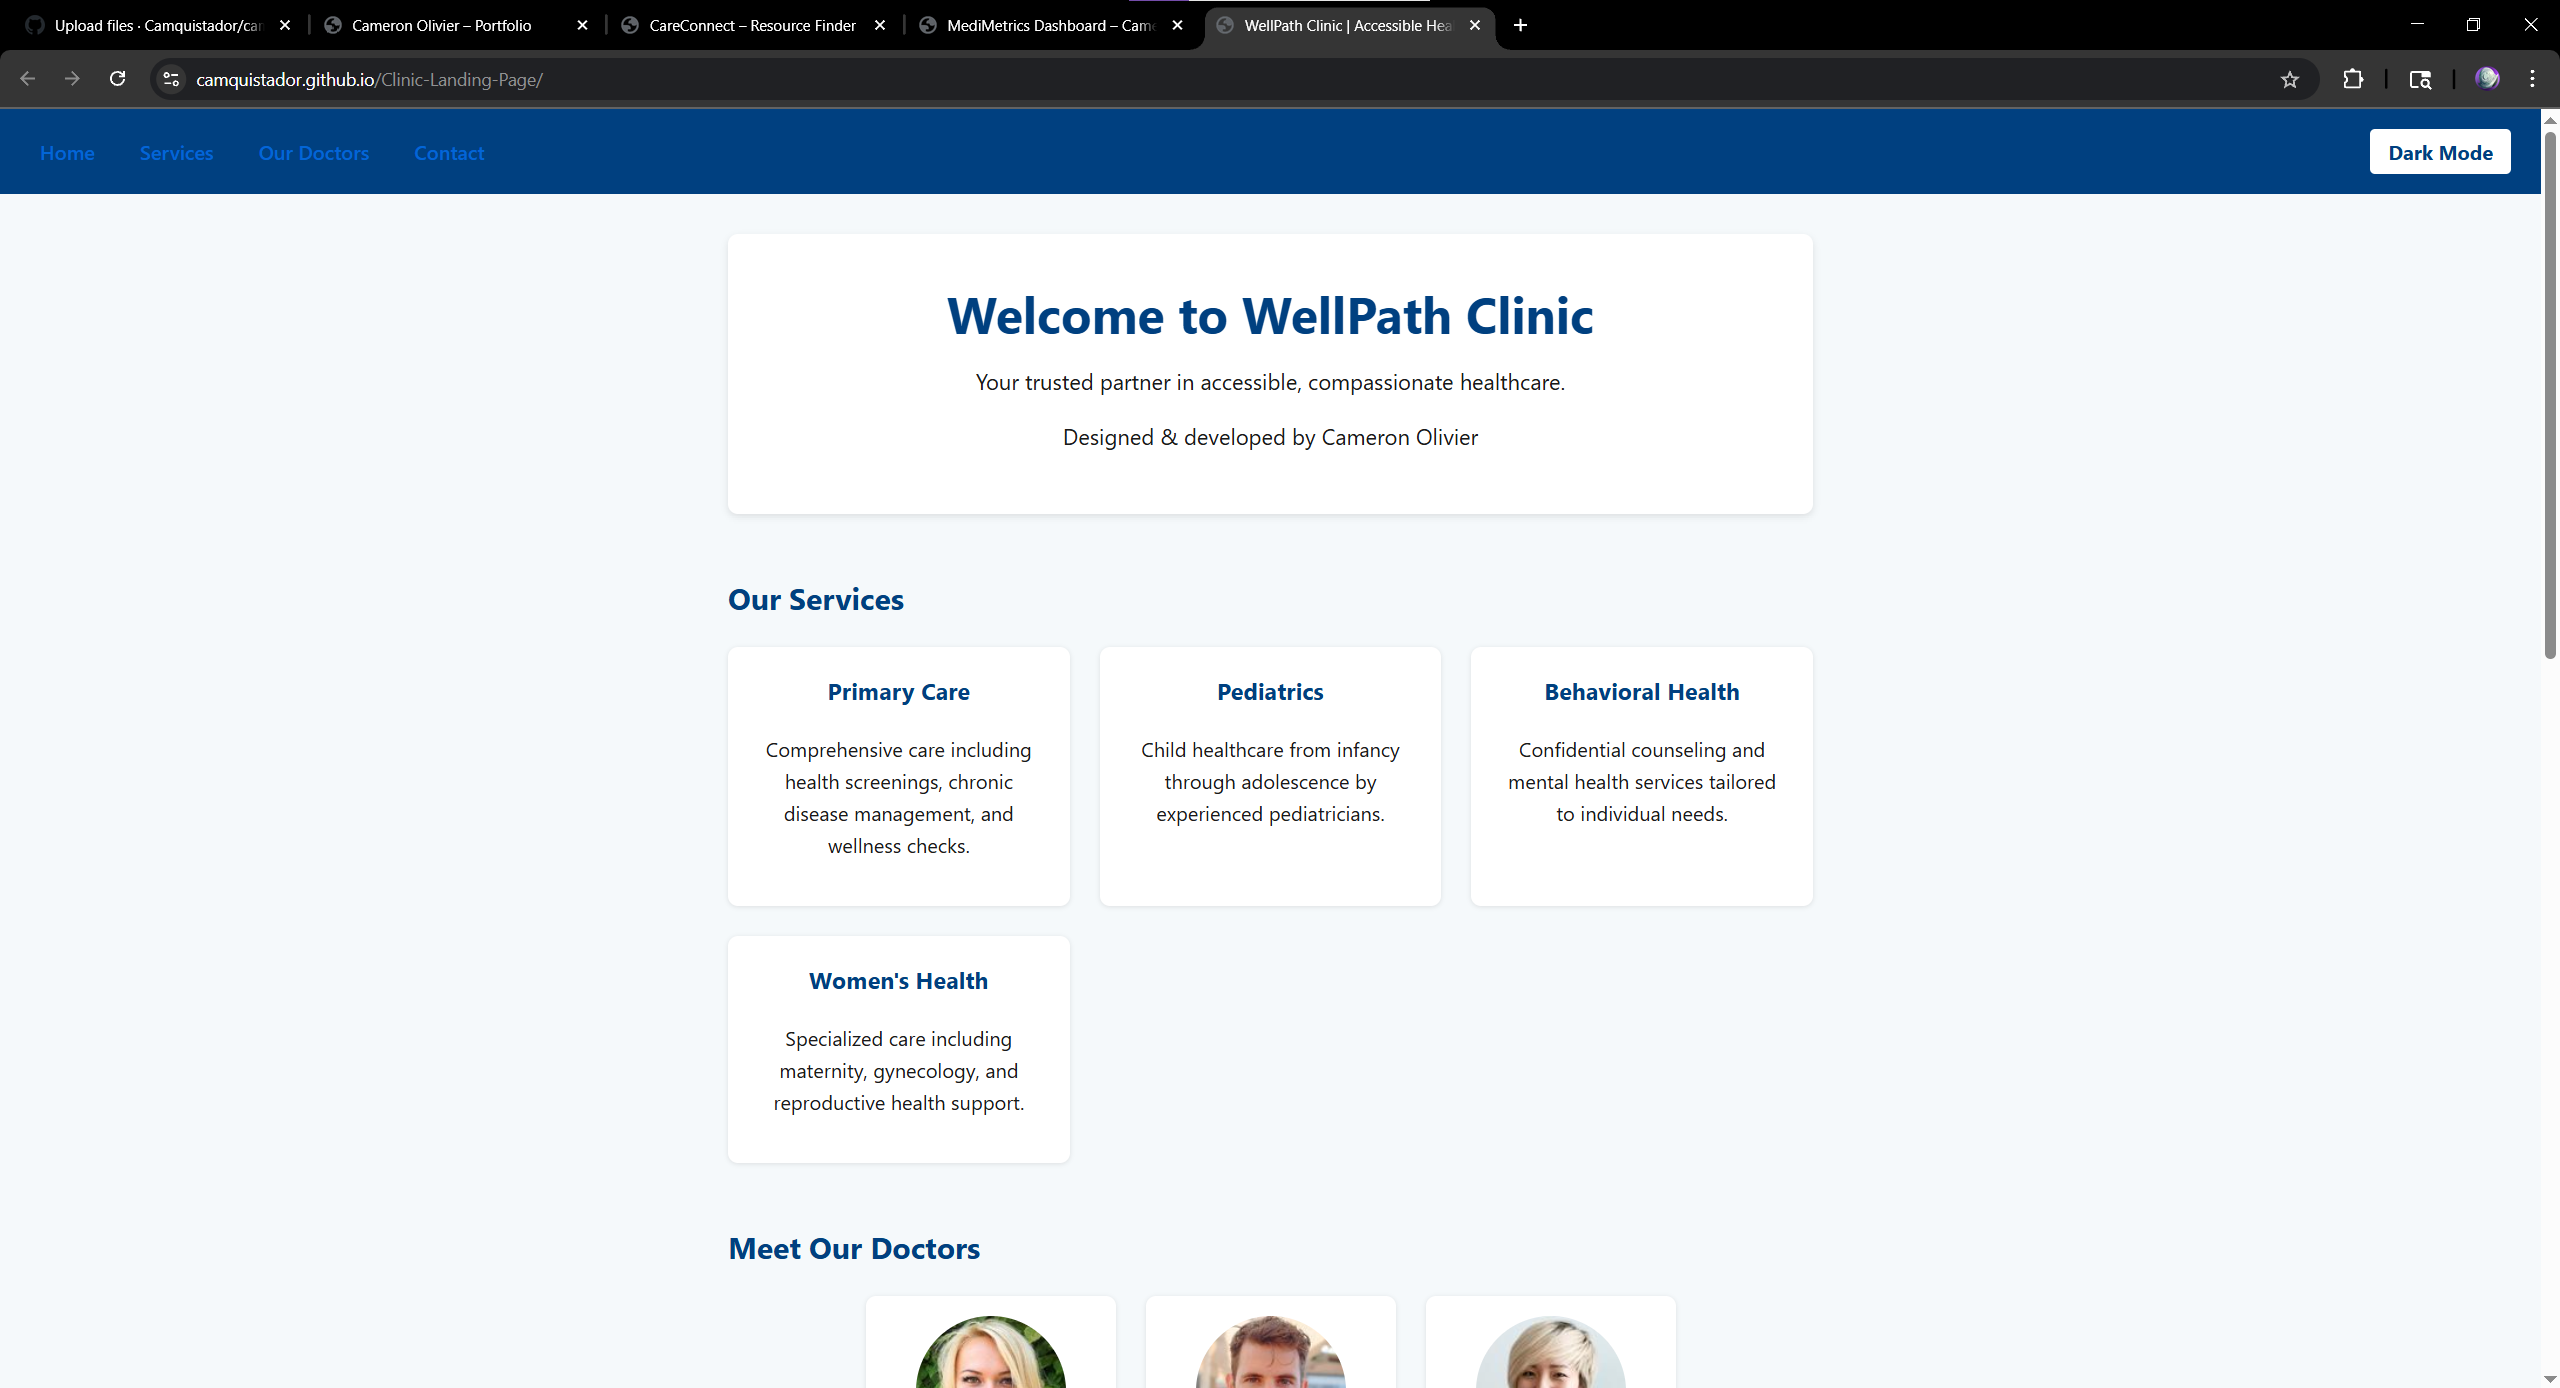 Upload files · Camquistador/ca
Cameron Olivier – Portfolio
CareConnect – Resource Finder
MediMetrics Dashboard – Came
WellPath Clinic | Accessible Hea
camquistador.github.io/Clinic-Landing-Page/
Home
Services
Our Doctors
Contact
Dark Mode
Welcome to WellPath Clinic
Your trusted partner in accessible, compassionate healthcare.
Designed & developed by Cameron Olivier
Our Services
Primary Care
Comprehensive care including
health screenings, chronic
disease management, and
wellness checks.
Pediatrics
Child healthcare from infancy
through adolescence by
experienced pediatricians.
Behavioral Health
Confidential counseling and
mental health services tailored
to individual needs.
Women's Health
Specialized care including
maternity, gynecology, and
reproductive health support.
Meet Our Doctors